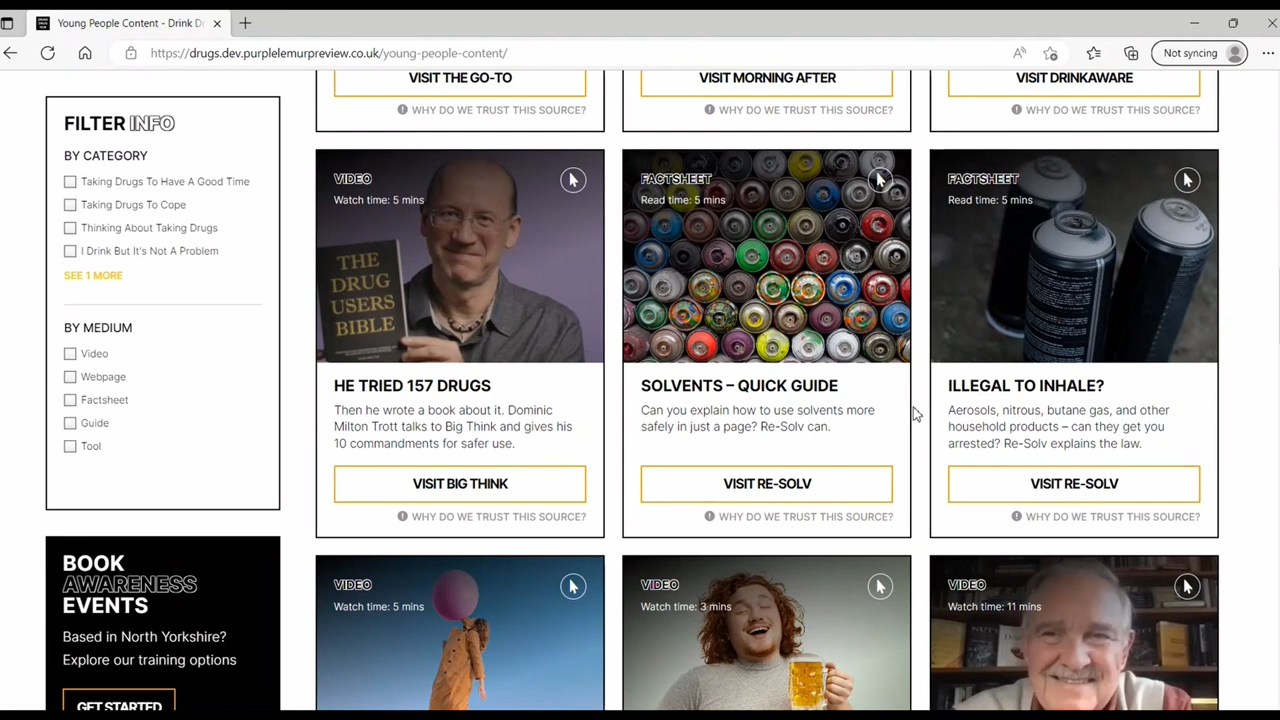 Young People Content - Drink Dr
https://drugs.dev.purplelemurpreview.co.uk/young-people-content/
Not syncing
VISIT THE GO-TO
WHY DO WE TRUST THIS SOURCE?
VISIT MORNING AFTER
WHY DO WE TRUST THIS SOURCE?
VISIT DRINKAWARE
WHY DO WE TRUST THIS SOURCE?
FILTER INFO
BY CATEGORY
Taking Drugs To Have A Good Time
Taking Drugs To Cope
Thinking About Taking Drugs
I Drink But It's Not A Problem
SEE 1 MORE
BY MEDIUM
Video
Webpage
Factsheet
Guide
Tool
BOOK
AWARENESS
EVENTS
Based in North Yorkshire?
Explore our training options
GET STARTED
VIDEO
Watch time: 5 mins
THE
DRUG
USERS
BIBLE
HE TRIED 157 DRUGS
Then he wrote a book about it. Dominic
Milton Trott talks to Big Think and gives his
10 commandments for safer use.
VISIT BIG THINK
WHY DO WE TRUST THIS SOURCE?
FACTSHEET
Read time: 5 mins
SOLVENTS – QUICK GUIDE
Can you explain how to use solvents more
safely in just a page? Re-Solv can.
VISIT RE-SOLV
WHY DO WE TRUST THIS SOURCE?
FACTSHEET
Read time: 5 mins
ILLEGAL TO INHALE?
Aerosols, nitrous, butane gas, and other
household products – can they get you
arrested? Re-Solv explains the law.
VISIT RE-SOLV
WHY DO WE TRUST THIS SOURCE?
VIDEO
Watch time: 5 mins
VIDEO
Watch time: 3 mins
VIDEO
Watch time: 11 mins